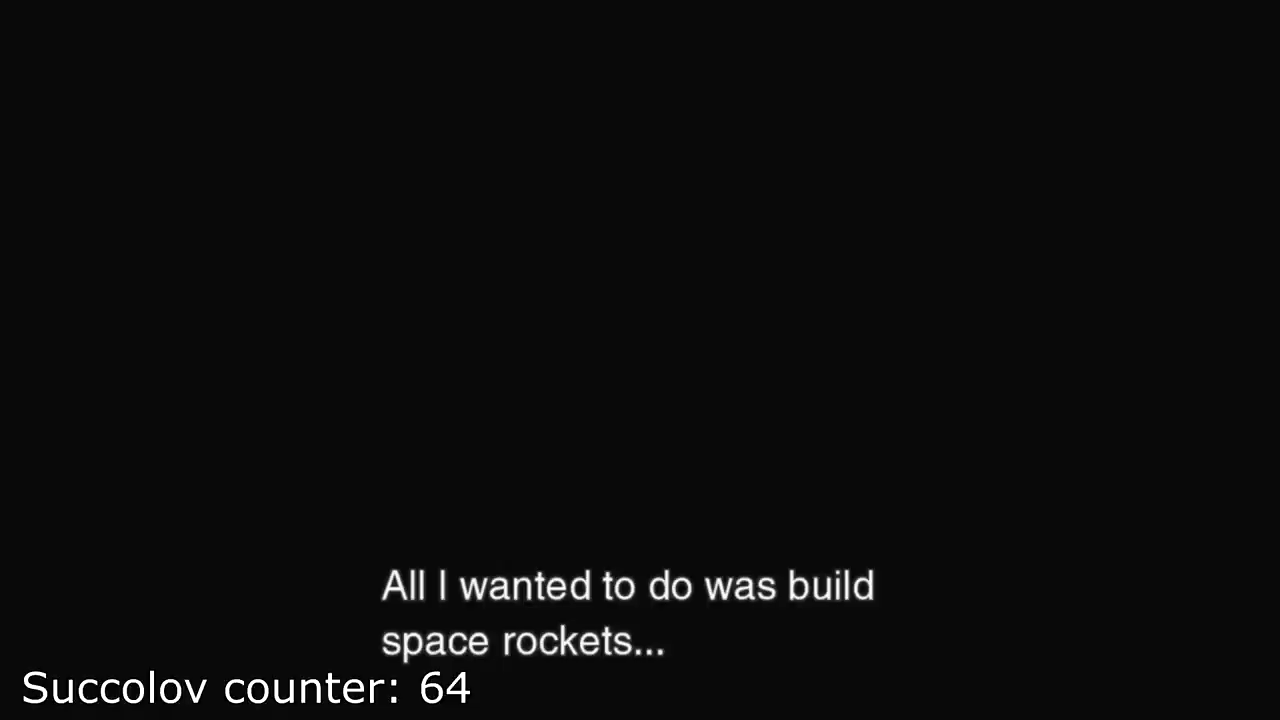 All I wanted to do was build
space rockets...
Succolov counter: 64